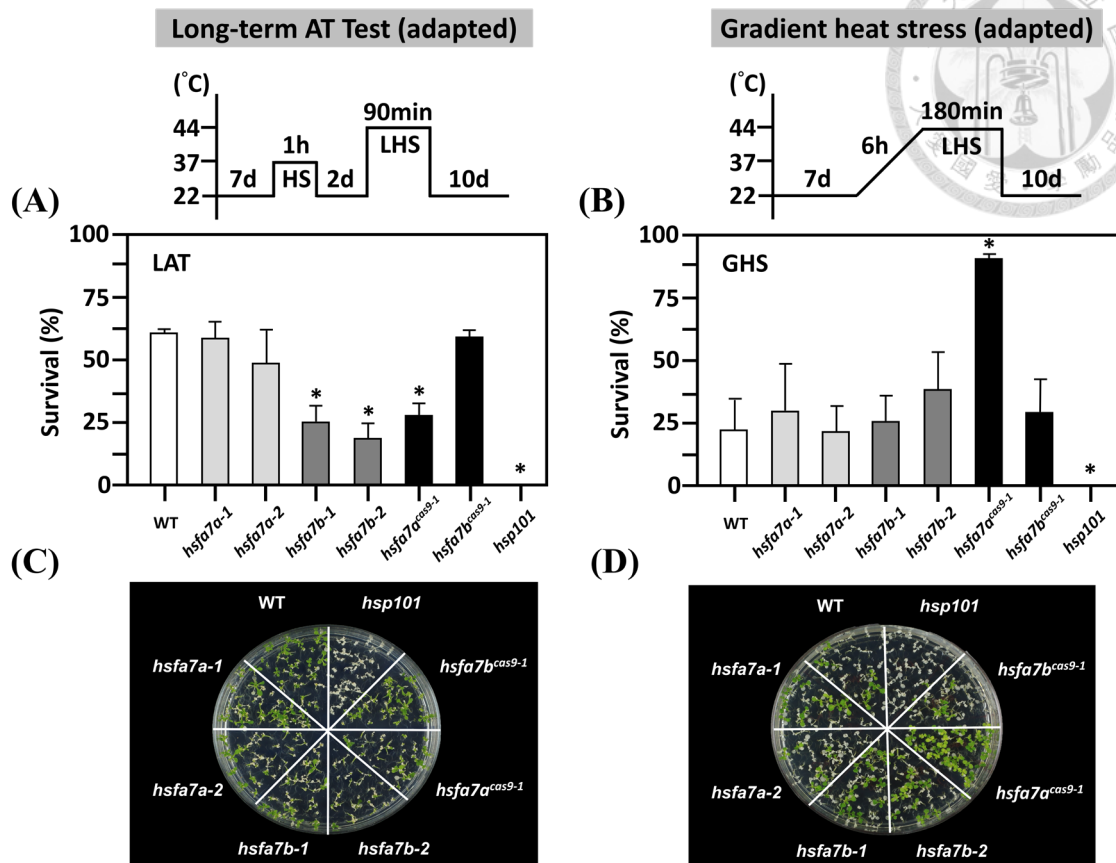 Long-term AT Test (adapted)
(°C)
44
37
22
7d
1h
HS
2d
90min
LHS
10d
(A)
100
75
50
25
0
Survival (%)
LAT
*
*
*
*
WT
hsfa7a-1
hsfa7a-2
hsfa7b-1
hsfa7b-2
hsfa7a^cas9-1
hsfa7b^cas9-1
hsp101
Gradient heat stress (adapted)
(°C)
44
37
22
7d
6h
180min
LHS
10d
(B)
100
75
50
25
0
Survival (%)
GHS
*
*
WT
hsfa7a-1
hsfa7a-2
hsfa7b-1
hsfa7b-2
hsfa7a^cas9-1
hsfa7b^cas9-1
hsp101
(C)
WT
hsp101
hsfa7a-1
hsfa7b^cas9-1
hsfa7a-2
hsfa7a^cas9-1
hsfa7b-1
hsfa7b-2
(D)
WT
hsp101
hsfa7a-1
hsfa7b^cas9-1
hsfa7a-2
hsfa7a^cas9-1
hsfa7b-1
hsfa7b-2